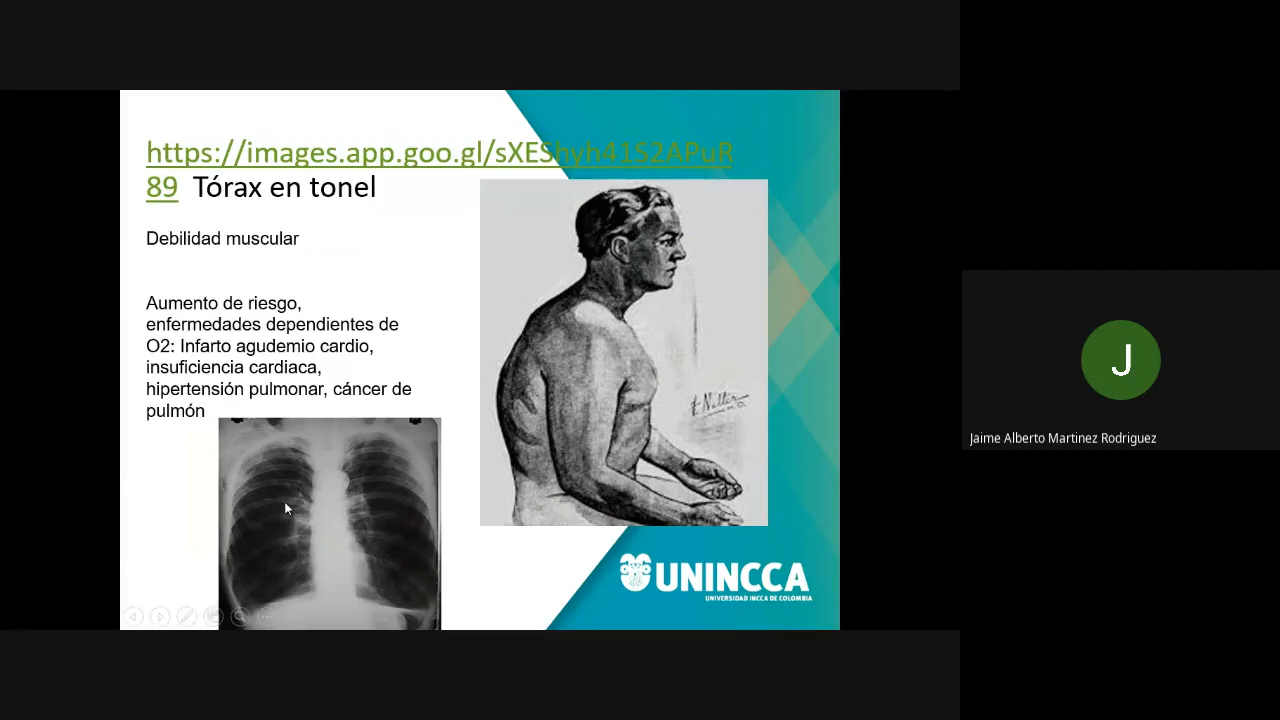 https://images.app.goo.gl/sXEShyh41S2APuR
89 Tórax en tonel
Debilidad muscular
Aumento de riesgo,
enfermedades dependientes de
O2: Infarto agudemio cardio,
insuficiencia cardiaca,
hipertensión pulmonar, cáncer de
pulmón
f. Netter
UNINCCA
UNIVERSIDAD INCCA DE COLOMBIA
J
Jaime Alberto Martinez Rodriguez